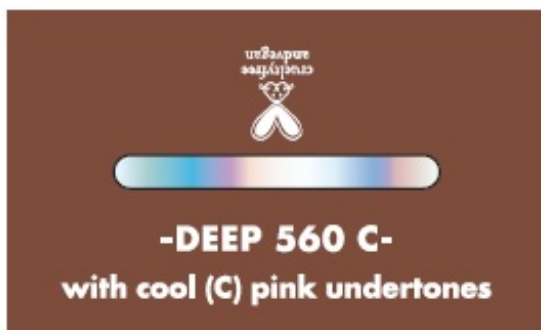 crueltyfree
andvegan
-DEEP 560 C-
with cool (C) pink undertones